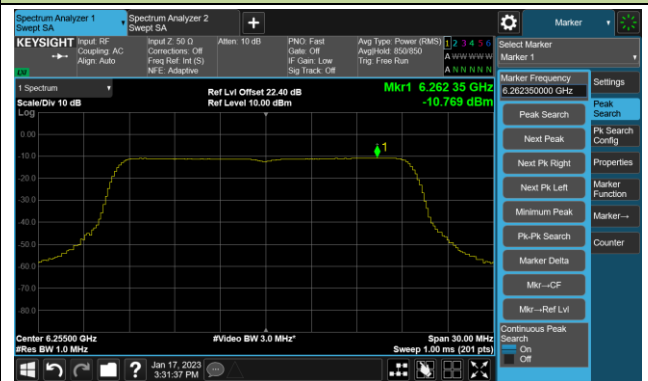 Spectrum Analyzer 1
Swept SA
Spectrum Analyzer 2
Swept SA
+
Marker
KEYSIGHT
Input: RF
Coupling: AC
Align: Auto
Input Z: 50 Ω
Corrections: Off
Freq Ref: Int (S)
NFE: Adaptive
Atten: 10 dB
PNO: Fast
Gate: Off
IF Gain: Low
Sig Track: Off
Avg Type: Power (RMS)
Avg|Hold: 850/850
Trig: Free Run
1 2 3 4 5 6
A W W W W W
A N N N N N
LXI
Select Marker
Marker 1
1 Spectrum
Scale/Div 10 dB
Log
Ref Lvl Offset 22.40 dB
Ref Level 10.00 dBm
Mkr1 6.262 35 GHz
-10.769 dBm
1
0.00
-10.0
-20.0
-30.0
-40.0
-50.0
-60.0
-70.0
-80.0
Center 6.25500 GHz
#Res BW 1.0 MHz
#Video BW 3.0 MHz*
Span 30.00 MHz
Sweep 1.00 ms (201 pts)
Marker Frequency
6.262350000 GHz
Peak Search
Next Peak
Next Pk Right
Next Pk Left
Minimum Peak
Pk-Pk Search
Marker Delta
Mkr→CF
Mkr→Ref Lvl
Continuous Peak
Search
On
Off
Settings
Peak
Search
Pk Search
Config
Properties
Marker
Function
Marker→
Counter
?
Jan 17, 2023
3:31:37 PM